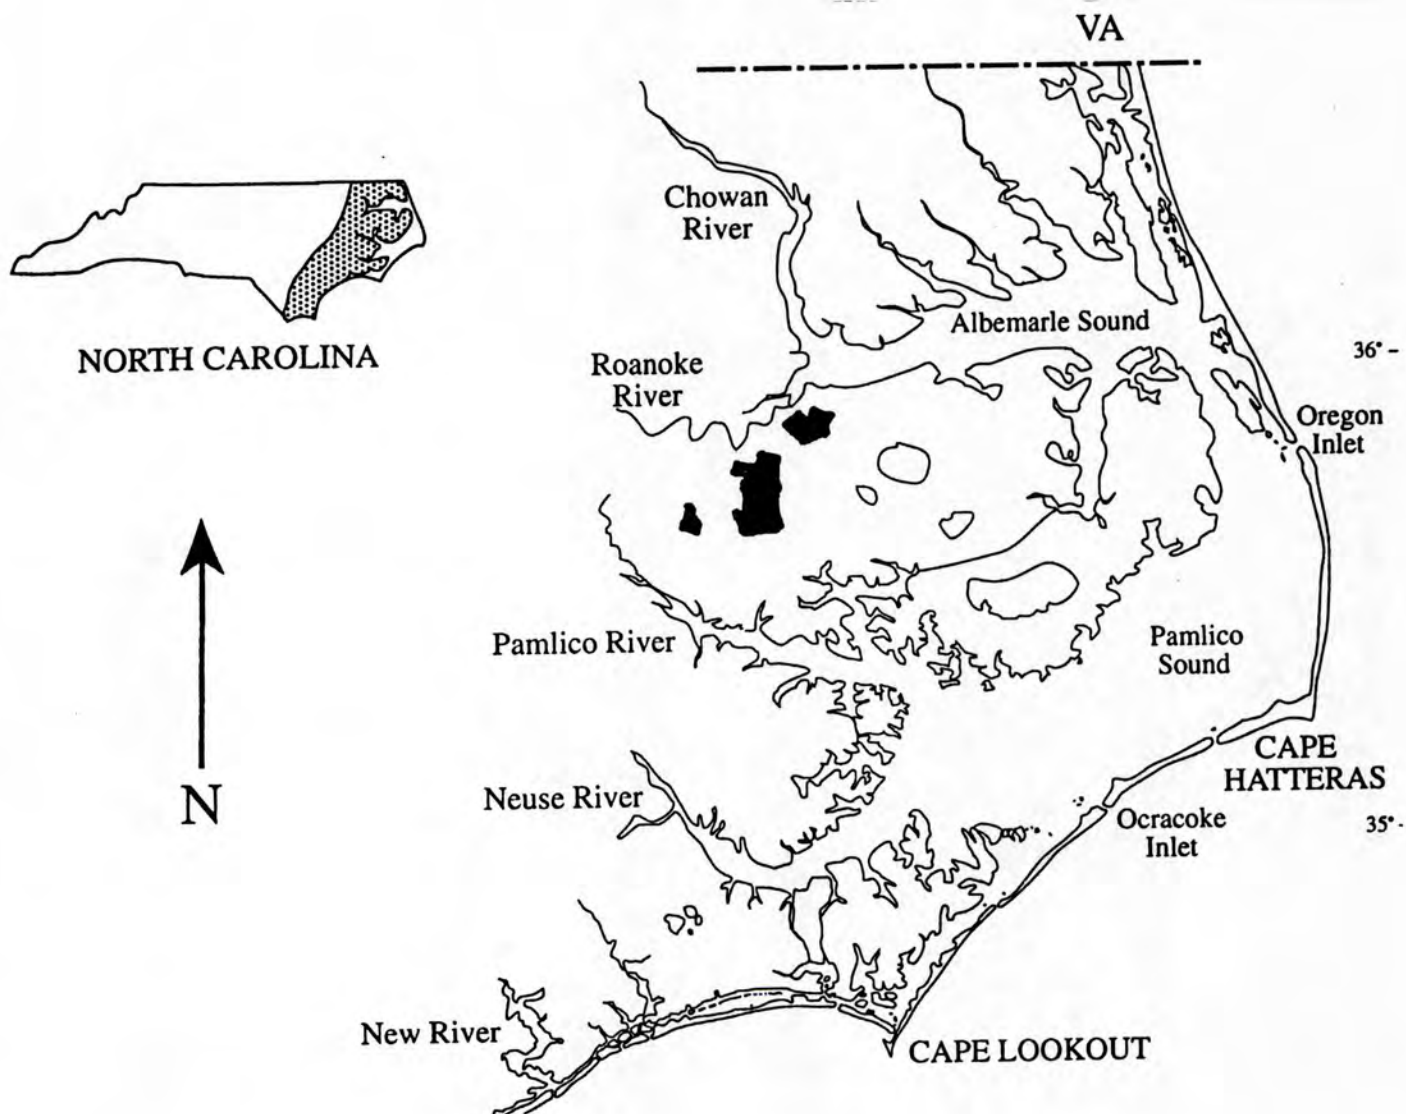 VA
Chowan
River
Albemarle Sound
NORTH CAROLINA
36° –
Roanoke
River
Oregon
Inlet
Pamlico River
Pamlico
Sound
N
Neuse River
CAPE
HATTERAS
Ocracoke
Inlet
35° -
New River
CAPE LOOKOUT